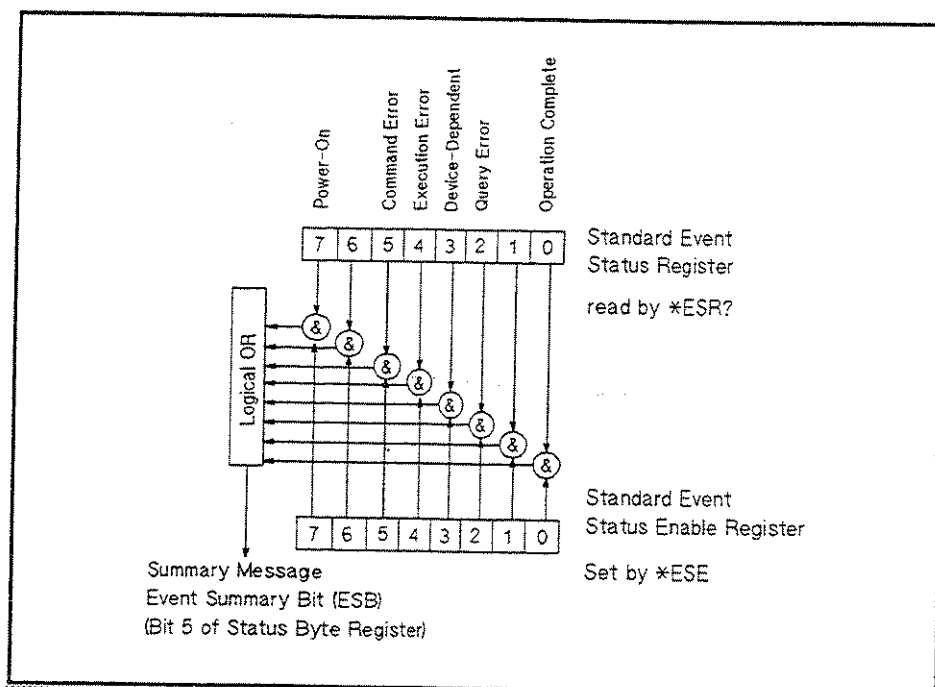 Power-On
Command Error
Execution Error
Device-Dependent
Query Error
Operation Complete
7 6 5 4 3 2 1 0
Standard Event
Status Register
read by *ESR?
Logical OR
&
&
&
&
&
&
&
&
7 6 5 4 3 2 1 0
Standard Event
Status Enable Register
Set by *ESE
Summary Message
Event Summary Bit (ESB)
(Bit 5 of Status Byte Register)